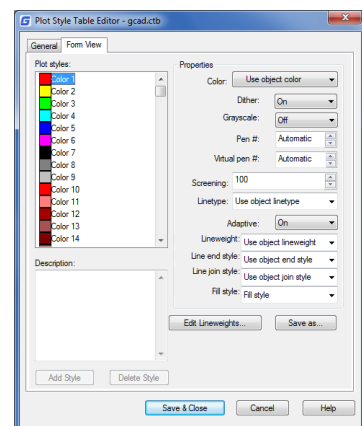 Plot Style Table Editor - gcad.ctb
General Form View
Plot styles:
Color 1
Color 2
Color 3
Color 4
Color 5
Color 6
Color 7
Color 8
Color 9
Color 10
Color 11
Color 12
Color 13
Color 14
Description:
Add Style Delete Style
Properties
Color: Use object color
Dither: On
Grayscale: Off
Pen #: Automatic
Virtual pen #: Automatic
Screening: 100
Linetype: Use object linetype
Adaptive: On
Lineweight: Use object lineweight
Line end style: Use object end style
Line join style: Use object join style
Fill style: Fill style
Edit Lineweights... Save as...
Save & Close Cancel Help